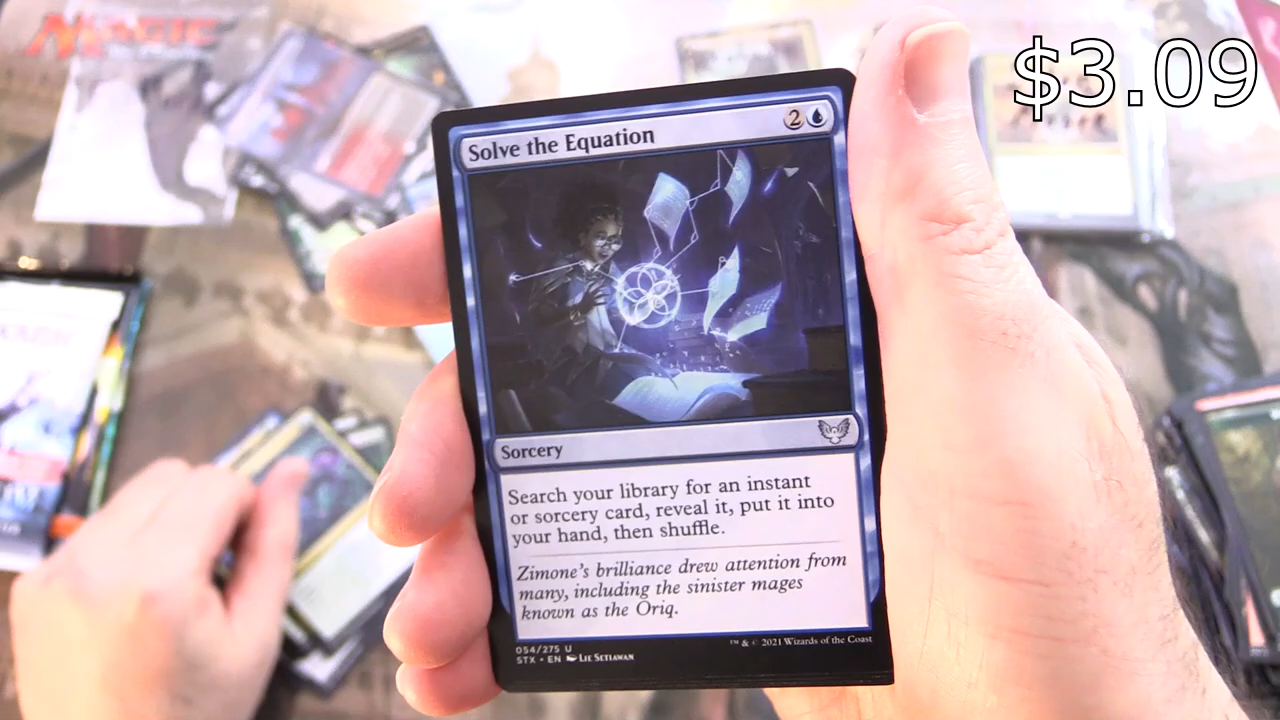 MAGIC
$3.09
Solve the Equation
2
Sorcery
Search your library for an instant
or sorcery card, reveal it, put it into
your hand, then shuffle.
Zimone's brilliance drew attention from
many, including the sinister mages
known as the Oriq.
054/275 U
STX • EN Lie Setiawan
™ & © 2021 Wizards of the Coast